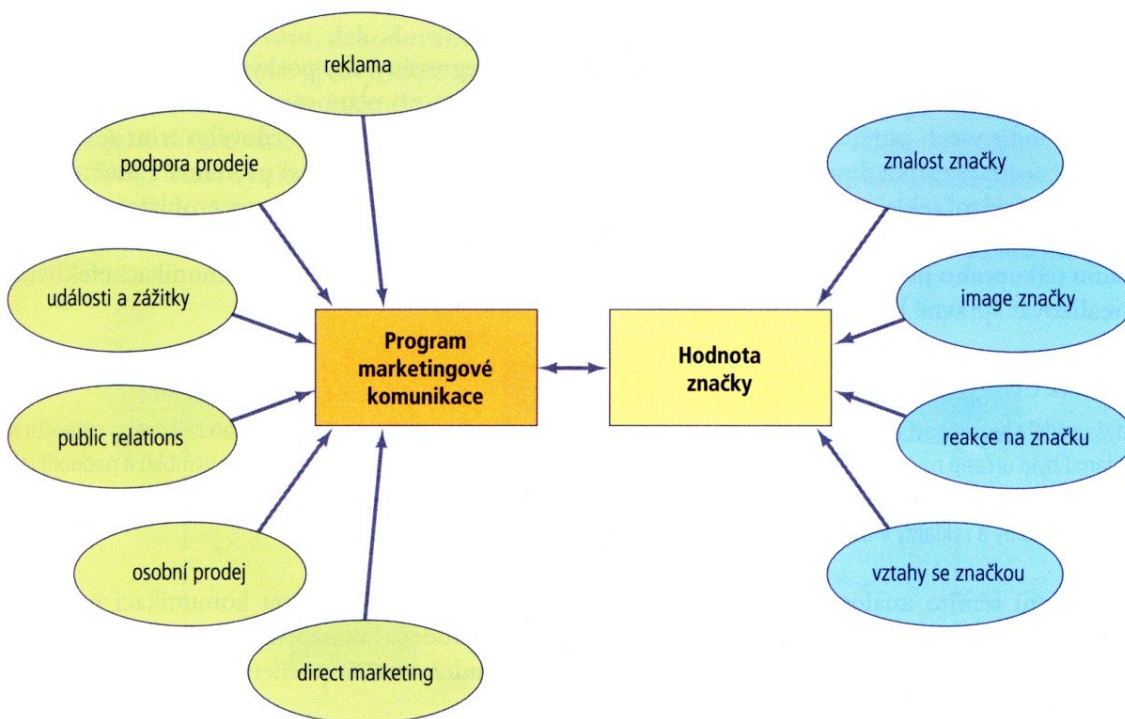 reklama
podpora prodeje
události a zážitky
public relations
osobní prodej
direct marketing
Program
marketingové
komunikace
Hodnota
značky
znalost značky
image značky
reakce na značku
vztahy se značkou